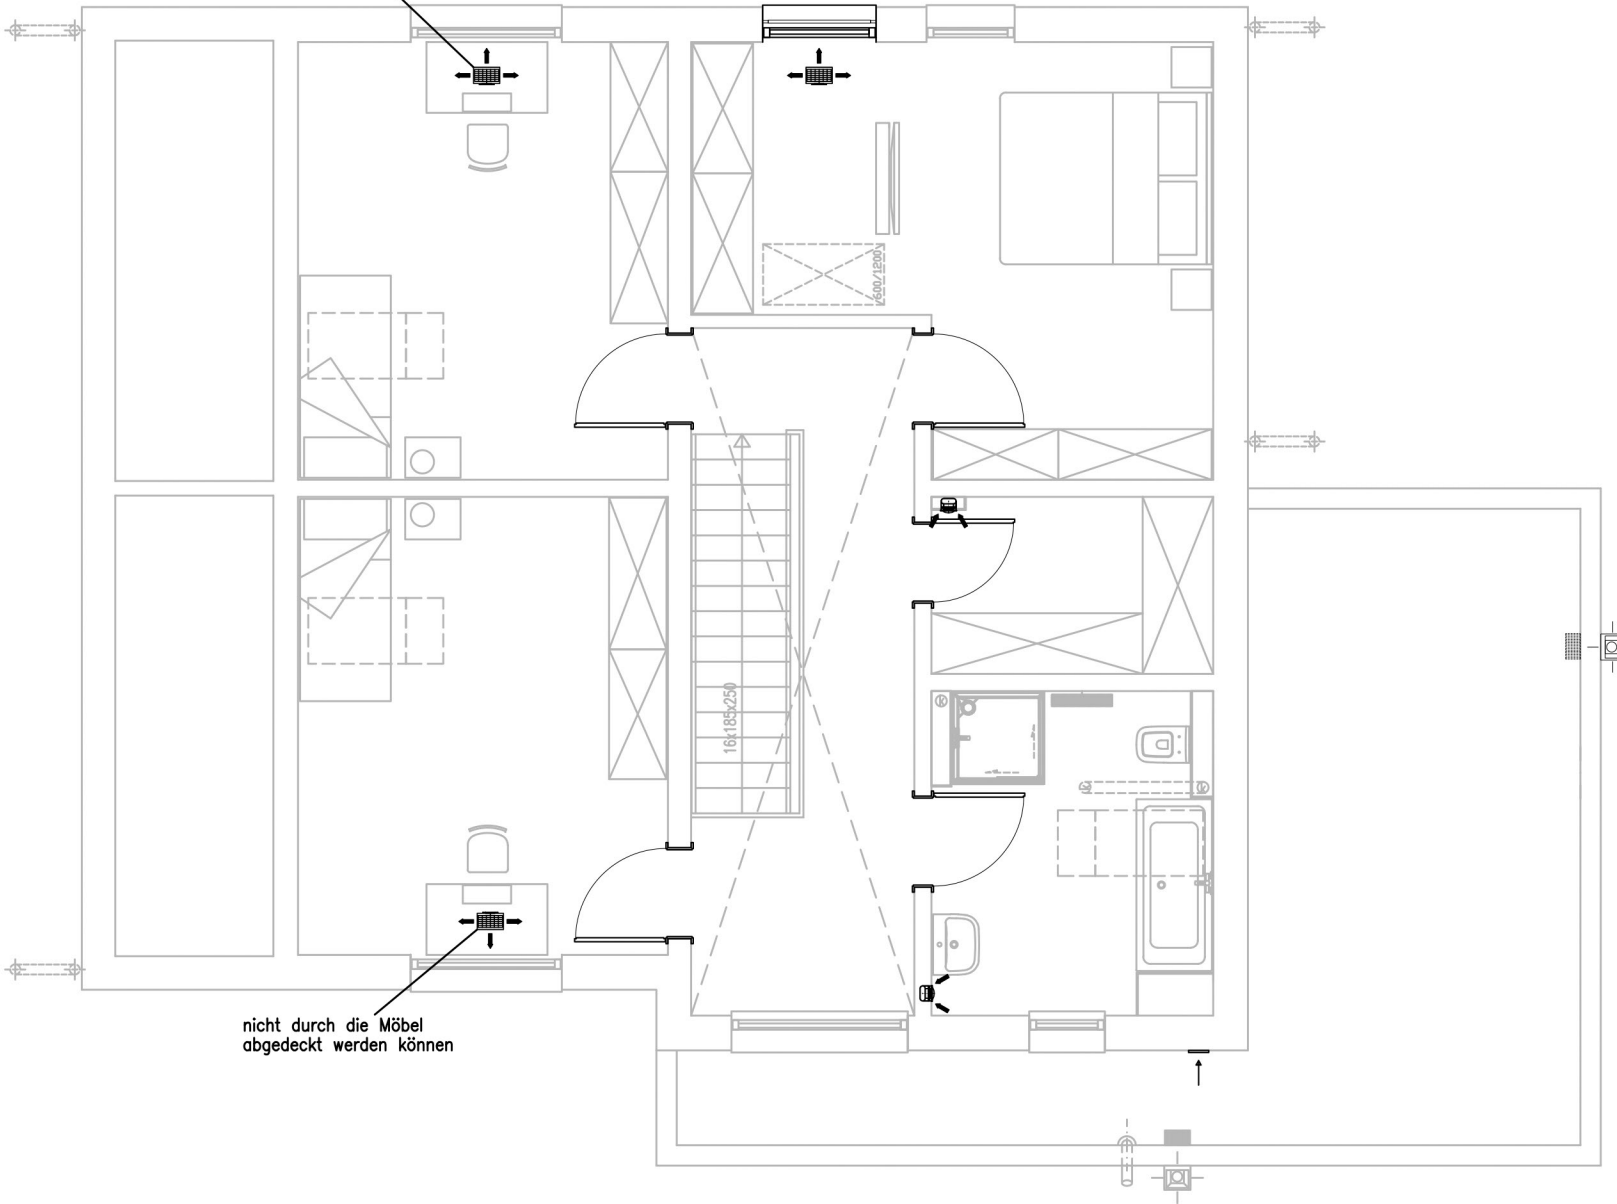 600/1200
16x185x250
nicht durch die Möbel
abgedeckt werden können